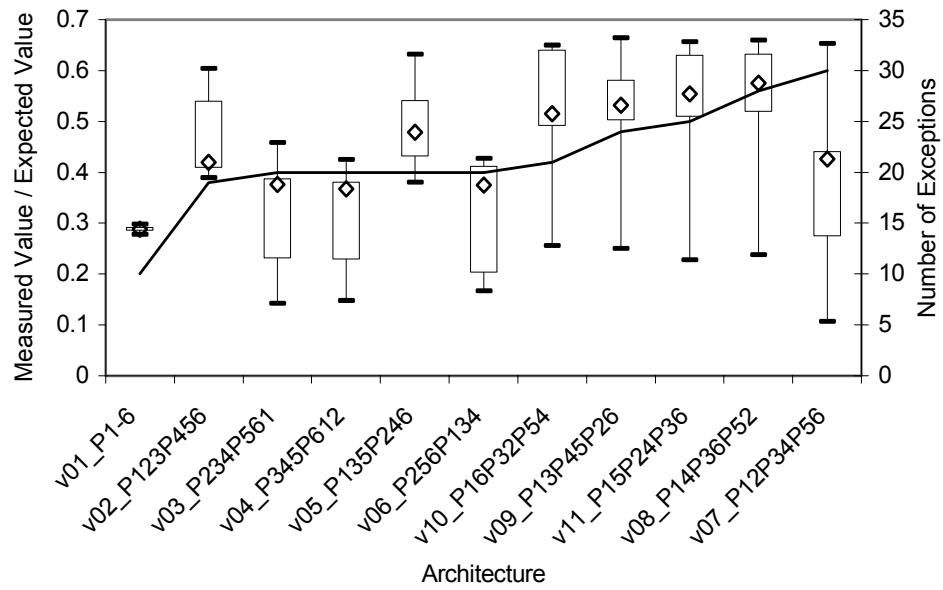 Measured Value / Expected Value
0.7
0.6
0.5
0.4
0.3
0.2
0.1
0
35
30
25
20
15
10
5
0
Number of Exceptions
v01_P1-6
v02_P123P456
v03_P234P561
v04_P345P612
v05_P135P246
v06_P256P134
v10_P16P32P54
v09_P13P45P26
v11_P15P24P36
v08_P14P36P52
v07_P12P34P56
Architecture